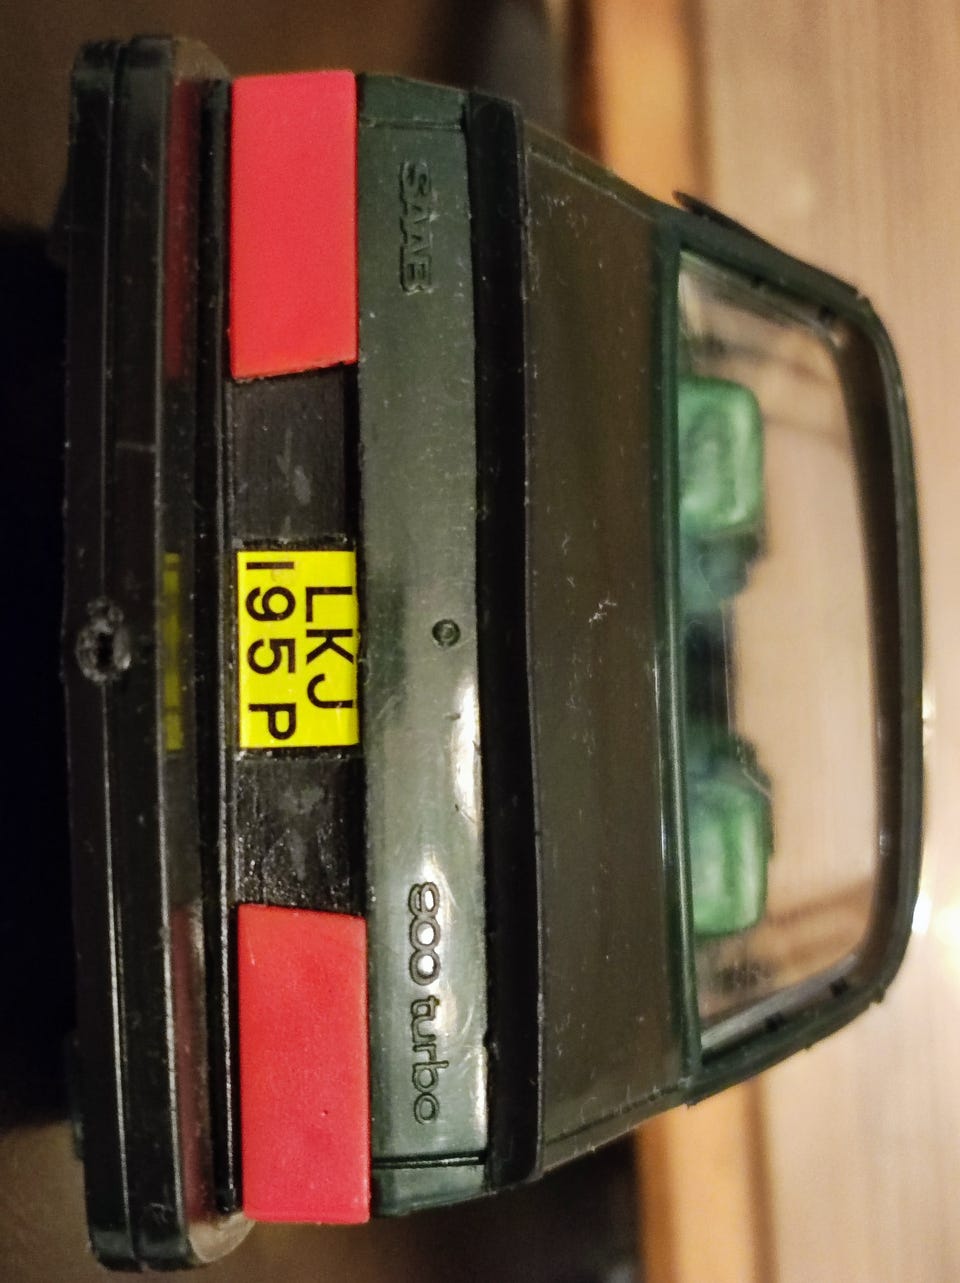 SAAB
900 turbo
LKJ
195 P